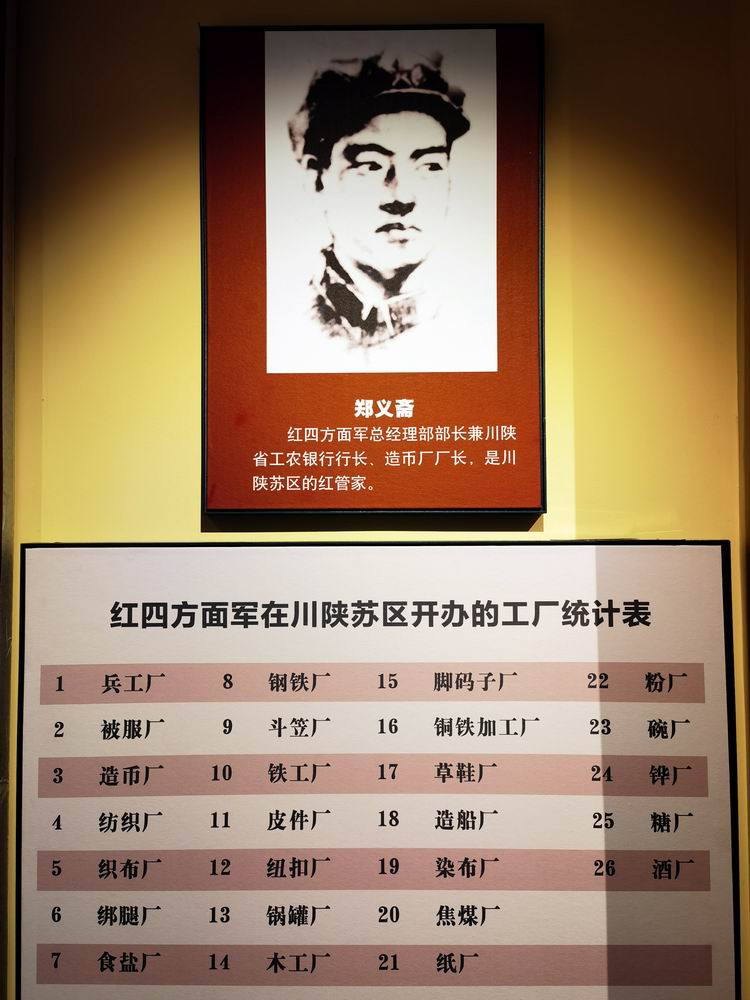 郑义斋
红四方面军总经理部部长兼川陕
省工农银行行长、造币厂厂长，是川
陕苏区的红管家。
红四方面军在川陕苏区开办的工厂统计表
1 兵工厂 8 钢铁厂 15 脚码子厂 22 粉厂
2 被服厂 9 斗笠厂 16 铜铁加工厂 23 碗厂
3 造币厂 10 铁工厂 17 草鞋厂 24 铧厂
4 纺织厂 11 皮件厂 18 造船厂 25 糖厂
5 织布厂 12 纽扣厂 19 染布厂 26 酒厂
6 绑腿厂 13 锅罐厂 20 焦煤厂
7 食盐厂 14 木工厂 21 纸厂